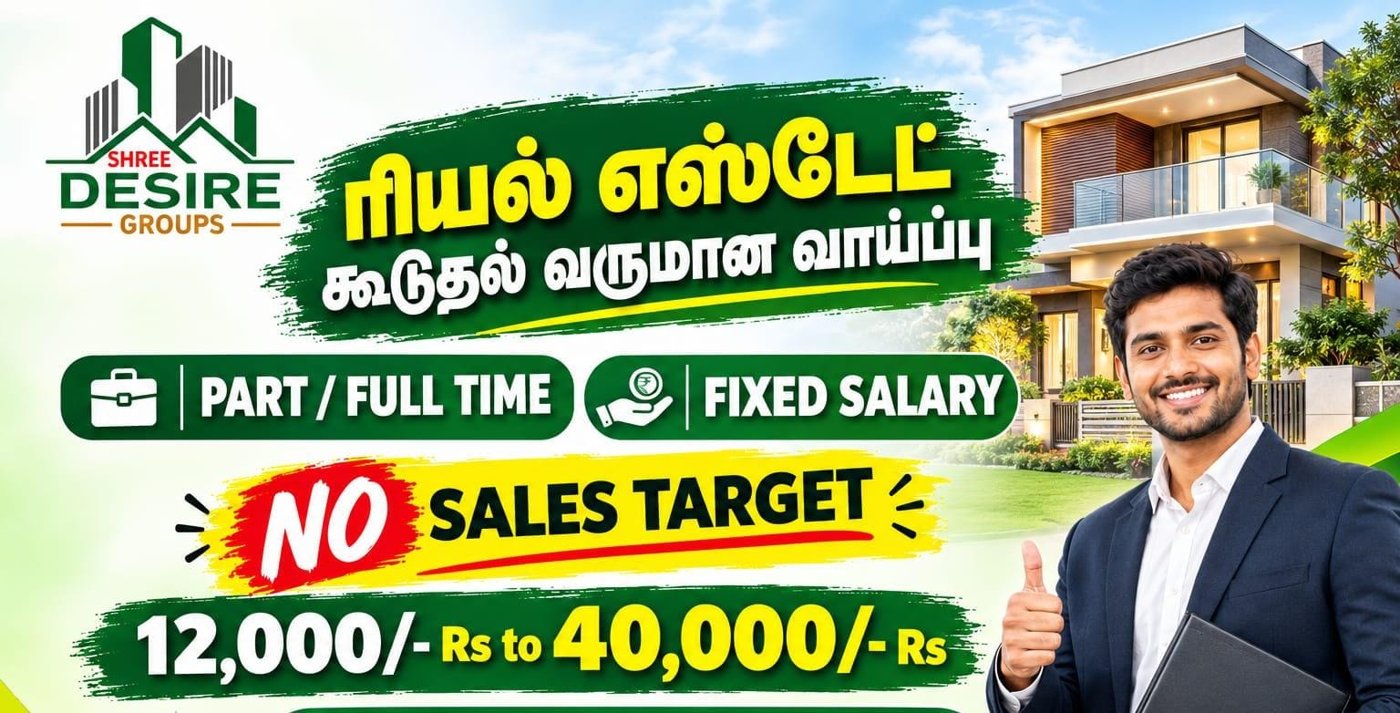 SHREE
DESIRE
GROUPS
ரியல் எஸ்டேட்
கூடுதல் வருமான வாய்ப்பு
PART / FULL TIME
FIXED SALARY
NO SALES TARGET
12,000/- Rs to 40,000/- Rs